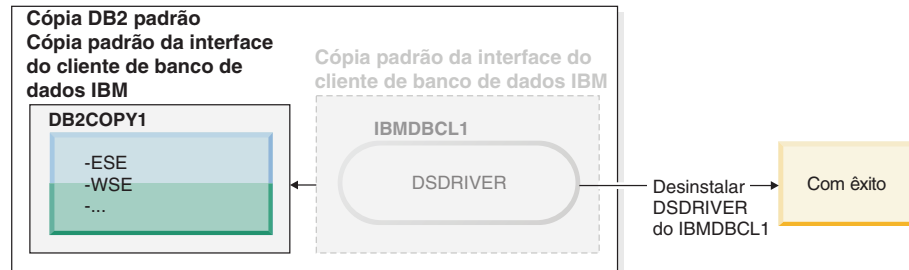 Cópia DB2 padrão
Cópia padrão da interface
do cliente de banco de
dados IBM
Cópia padrão da interface do
cliente de banco de dados IBM
DB2COPY1
-ESE
-WSE
-...
IBMDBCL1
DSDRIVER
Desinstalar
DSDRIVER
do IBMDBCL1
Com êxito